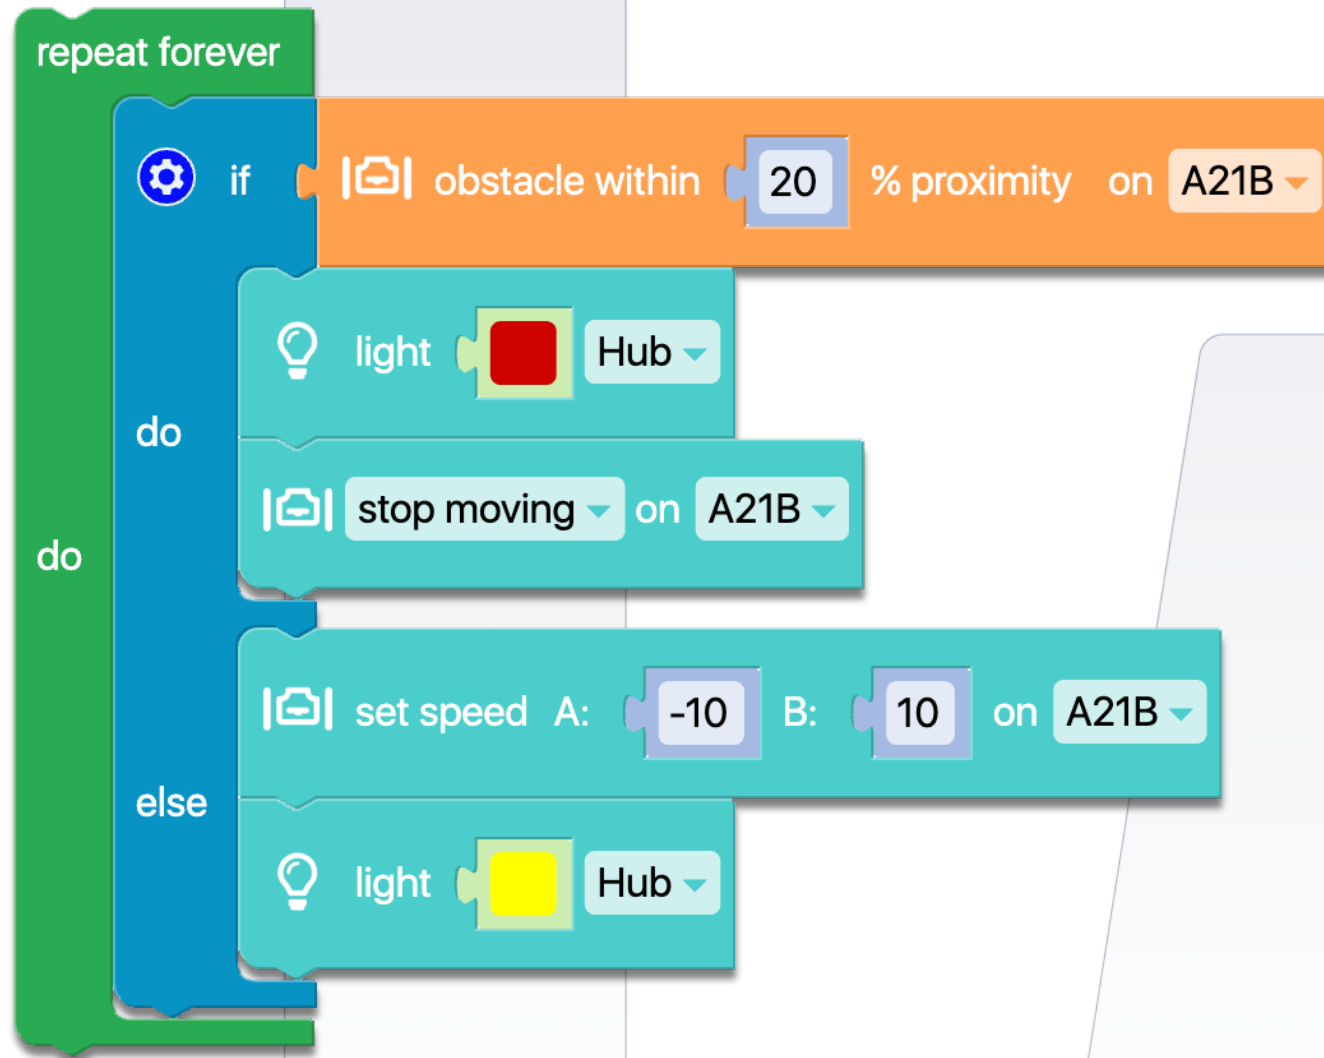 repeat forever
if obstacle within 20 % proximity on A21B
light Hub
do
stop moving on A21B
do
set speed A: -10 B: 10 on A21B
else
light Hub